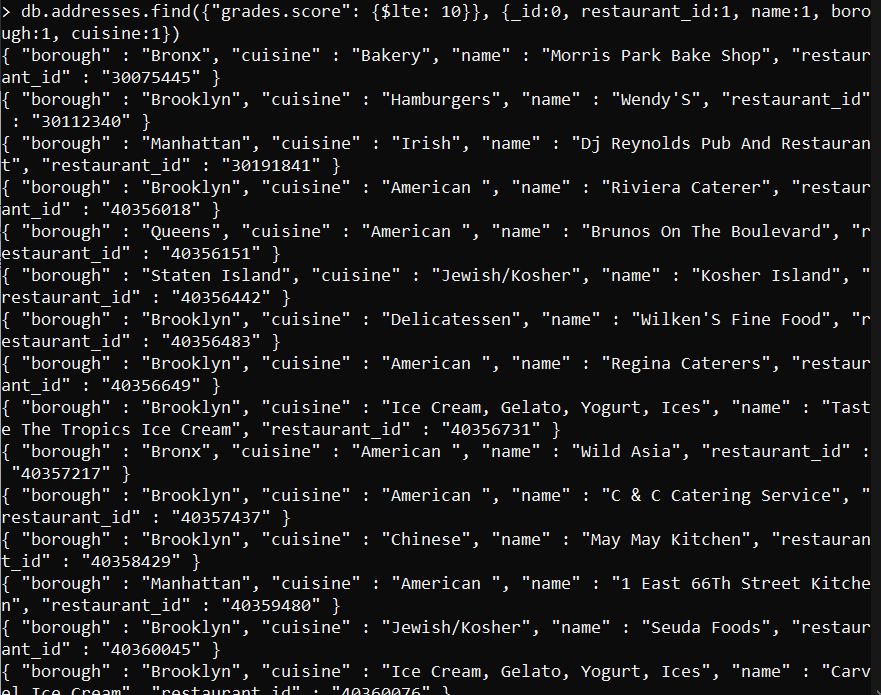 > db.addresses.find({"grades.score": {$lte: 10}}, {_id:0, restaurant_id:1, name:1, boro
ugh:1, cuisine:1})
{ "borough" : "Bronx", "cuisine" : "Bakery", "name" : "Morris Park Bake Shop", "restaur
ant_id" : "30075445" }
{ "borough" : "Brooklyn", "cuisine" : "Hamburgers", "name" : "Wendy'S", "restaurant_id"
 : "30112340" }
{ "borough" : "Manhattan", "cuisine" : "Irish", "name" : "Dj Reynolds Pub And Restauran
t", "restaurant_id" : "30191841" }
{ "borough" : "Brooklyn", "cuisine" : "American ", "name" : "Riviera Caterer", "restaur
ant_id" : "40356018" }
{ "borough" : "Queens", "cuisine" : "American ", "name" : "Brunos On The Boulevard", "r
estaurant_id" : "40356151" }
{ "borough" : "Staten Island", "cuisine" : "Jewish/Kosher", "name" : "Kosher Island", "
restaurant_id" : "40356442" }
{ "borough" : "Brooklyn", "cuisine" : "Delicatessen", "name" : "Wilken'S Fine Food", "r
estaurant_id" : "40356483" }
{ "borough" : "Brooklyn", "cuisine" : "American ", "name" : "Regina Caterers", "restaur
ant_id" : "40356649" }
{ "borough" : "Brooklyn", "cuisine" : "Ice Cream, Gelato, Yogurt, Ices", "name" : "Tast
e The Tropics Ice Cream", "restaurant_id" : "40356731" }
{ "borough" : "Bronx", "cuisine" : "American ", "name" : "Wild Asia", "restaurant_id" :
 "40357217" }
{ "borough" : "Brooklyn", "cuisine" : "American ", "name" : "C & C Catering Service", "
restaurant_id" : "40357437" }
{ "borough" : "Brooklyn", "cuisine" : "Chinese", "name" : "May May Kitchen", "restauran
t_id" : "40358429" }
{ "borough" : "Manhattan", "cuisine" : "American ", "name" : "1 East 66Th Street Kitche
n", "restaurant_id" : "40359480" }
{ "borough" : "Brooklyn", "cuisine" : "Jewish/Kosher", "name" : "Seuda Foods", "restaur
ant_id" : "40360045" }
{ "borough" : "Brooklyn", "cuisine" : "Ice Cream, Gelato, Yogurt, Ices", "name" : "Carv
el Ice Cream", "restaurant_id" : "40360076" }